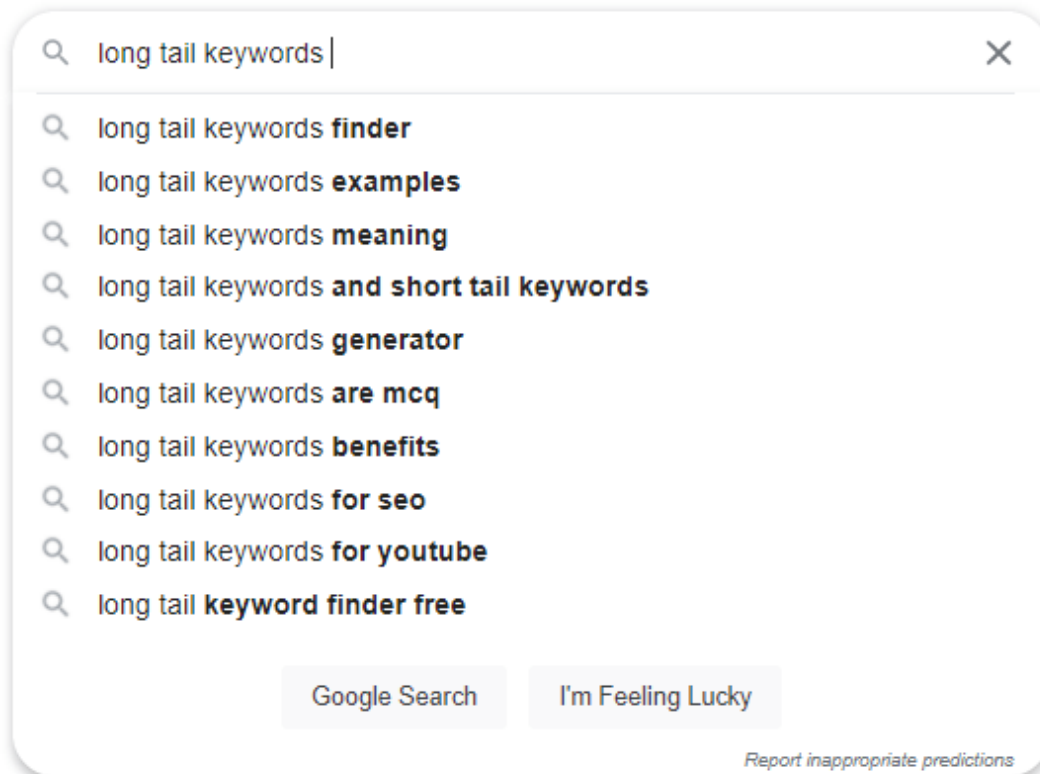 long tail keywords
long tail keywords finder
long tail keywords examples
long tail keywords meaning
long tail keywords and short tail keywords
long tail keywords generator
long tail keywords are mcq
long tail keywords benefits
long tail keywords for seo
long tail keywords for youtube
long tail keyword finder free
Google Search I'm Feeling Lucky
Report inappropriate predictions